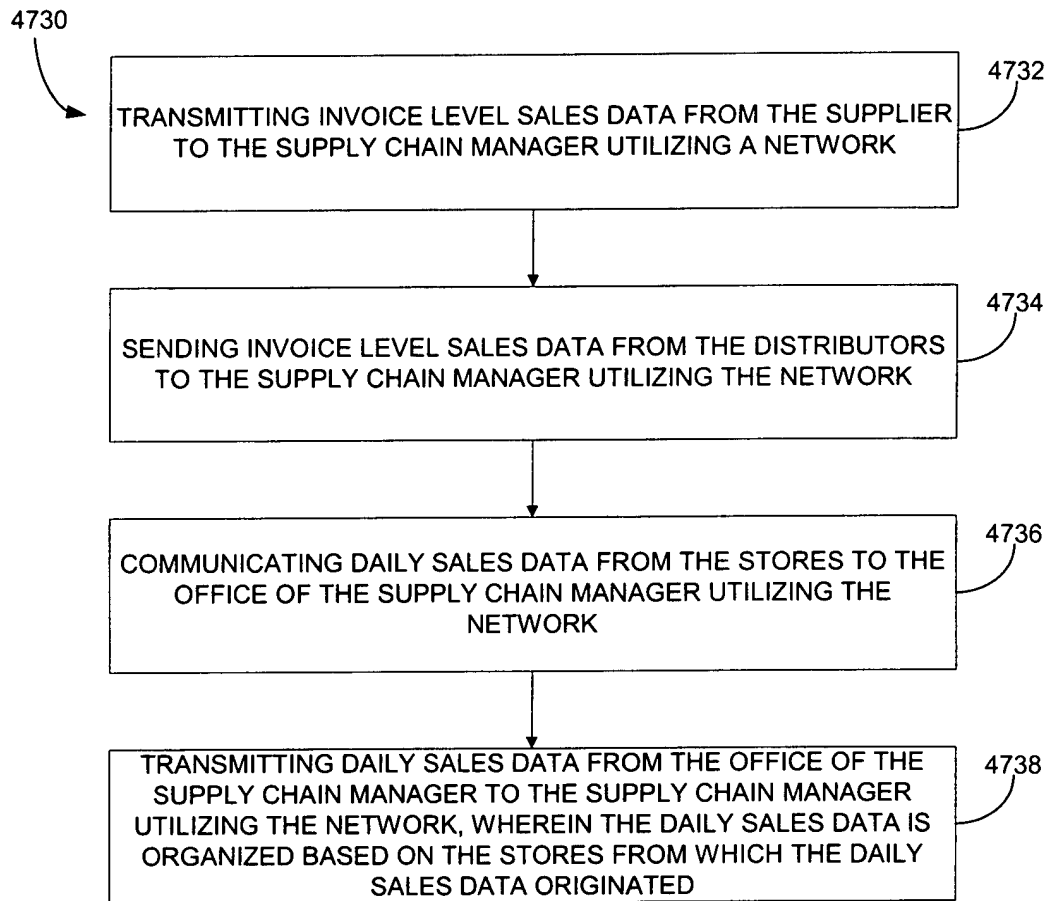 4730
4732
TRANSMITTING INVOICE LEVEL SALES DATA FROM THE SUPPLIER
TO THE SUPPLY CHAIN MANAGER UTILIZING A NETWORK
4734
SENDING INVOICE LEVEL SALES DATA FROM THE DISTRIBUTORS
TO THE SUPPLY CHAIN MANAGER UTILIZING THE NETWORK
4736
COMMUNICATING DAILY SALES DATA FROM THE STORES TO THE
OFFICE OF THE SUPPLY CHAIN MANAGER UTILIZING THE
NETWORK
4738
TRANSMITTING DAILY SALES DATA FROM THE OFFICE OF THE
SUPPLY CHAIN MANAGER TO THE SUPPLY CHAIN MANAGER
UTILIZING THE NETWORK, WHEREIN THE DAILY SALES DATA IS
ORGANIZED BASED ON THE STORES FROM WHICH THE DAILY
SALES DATA ORIGINATED